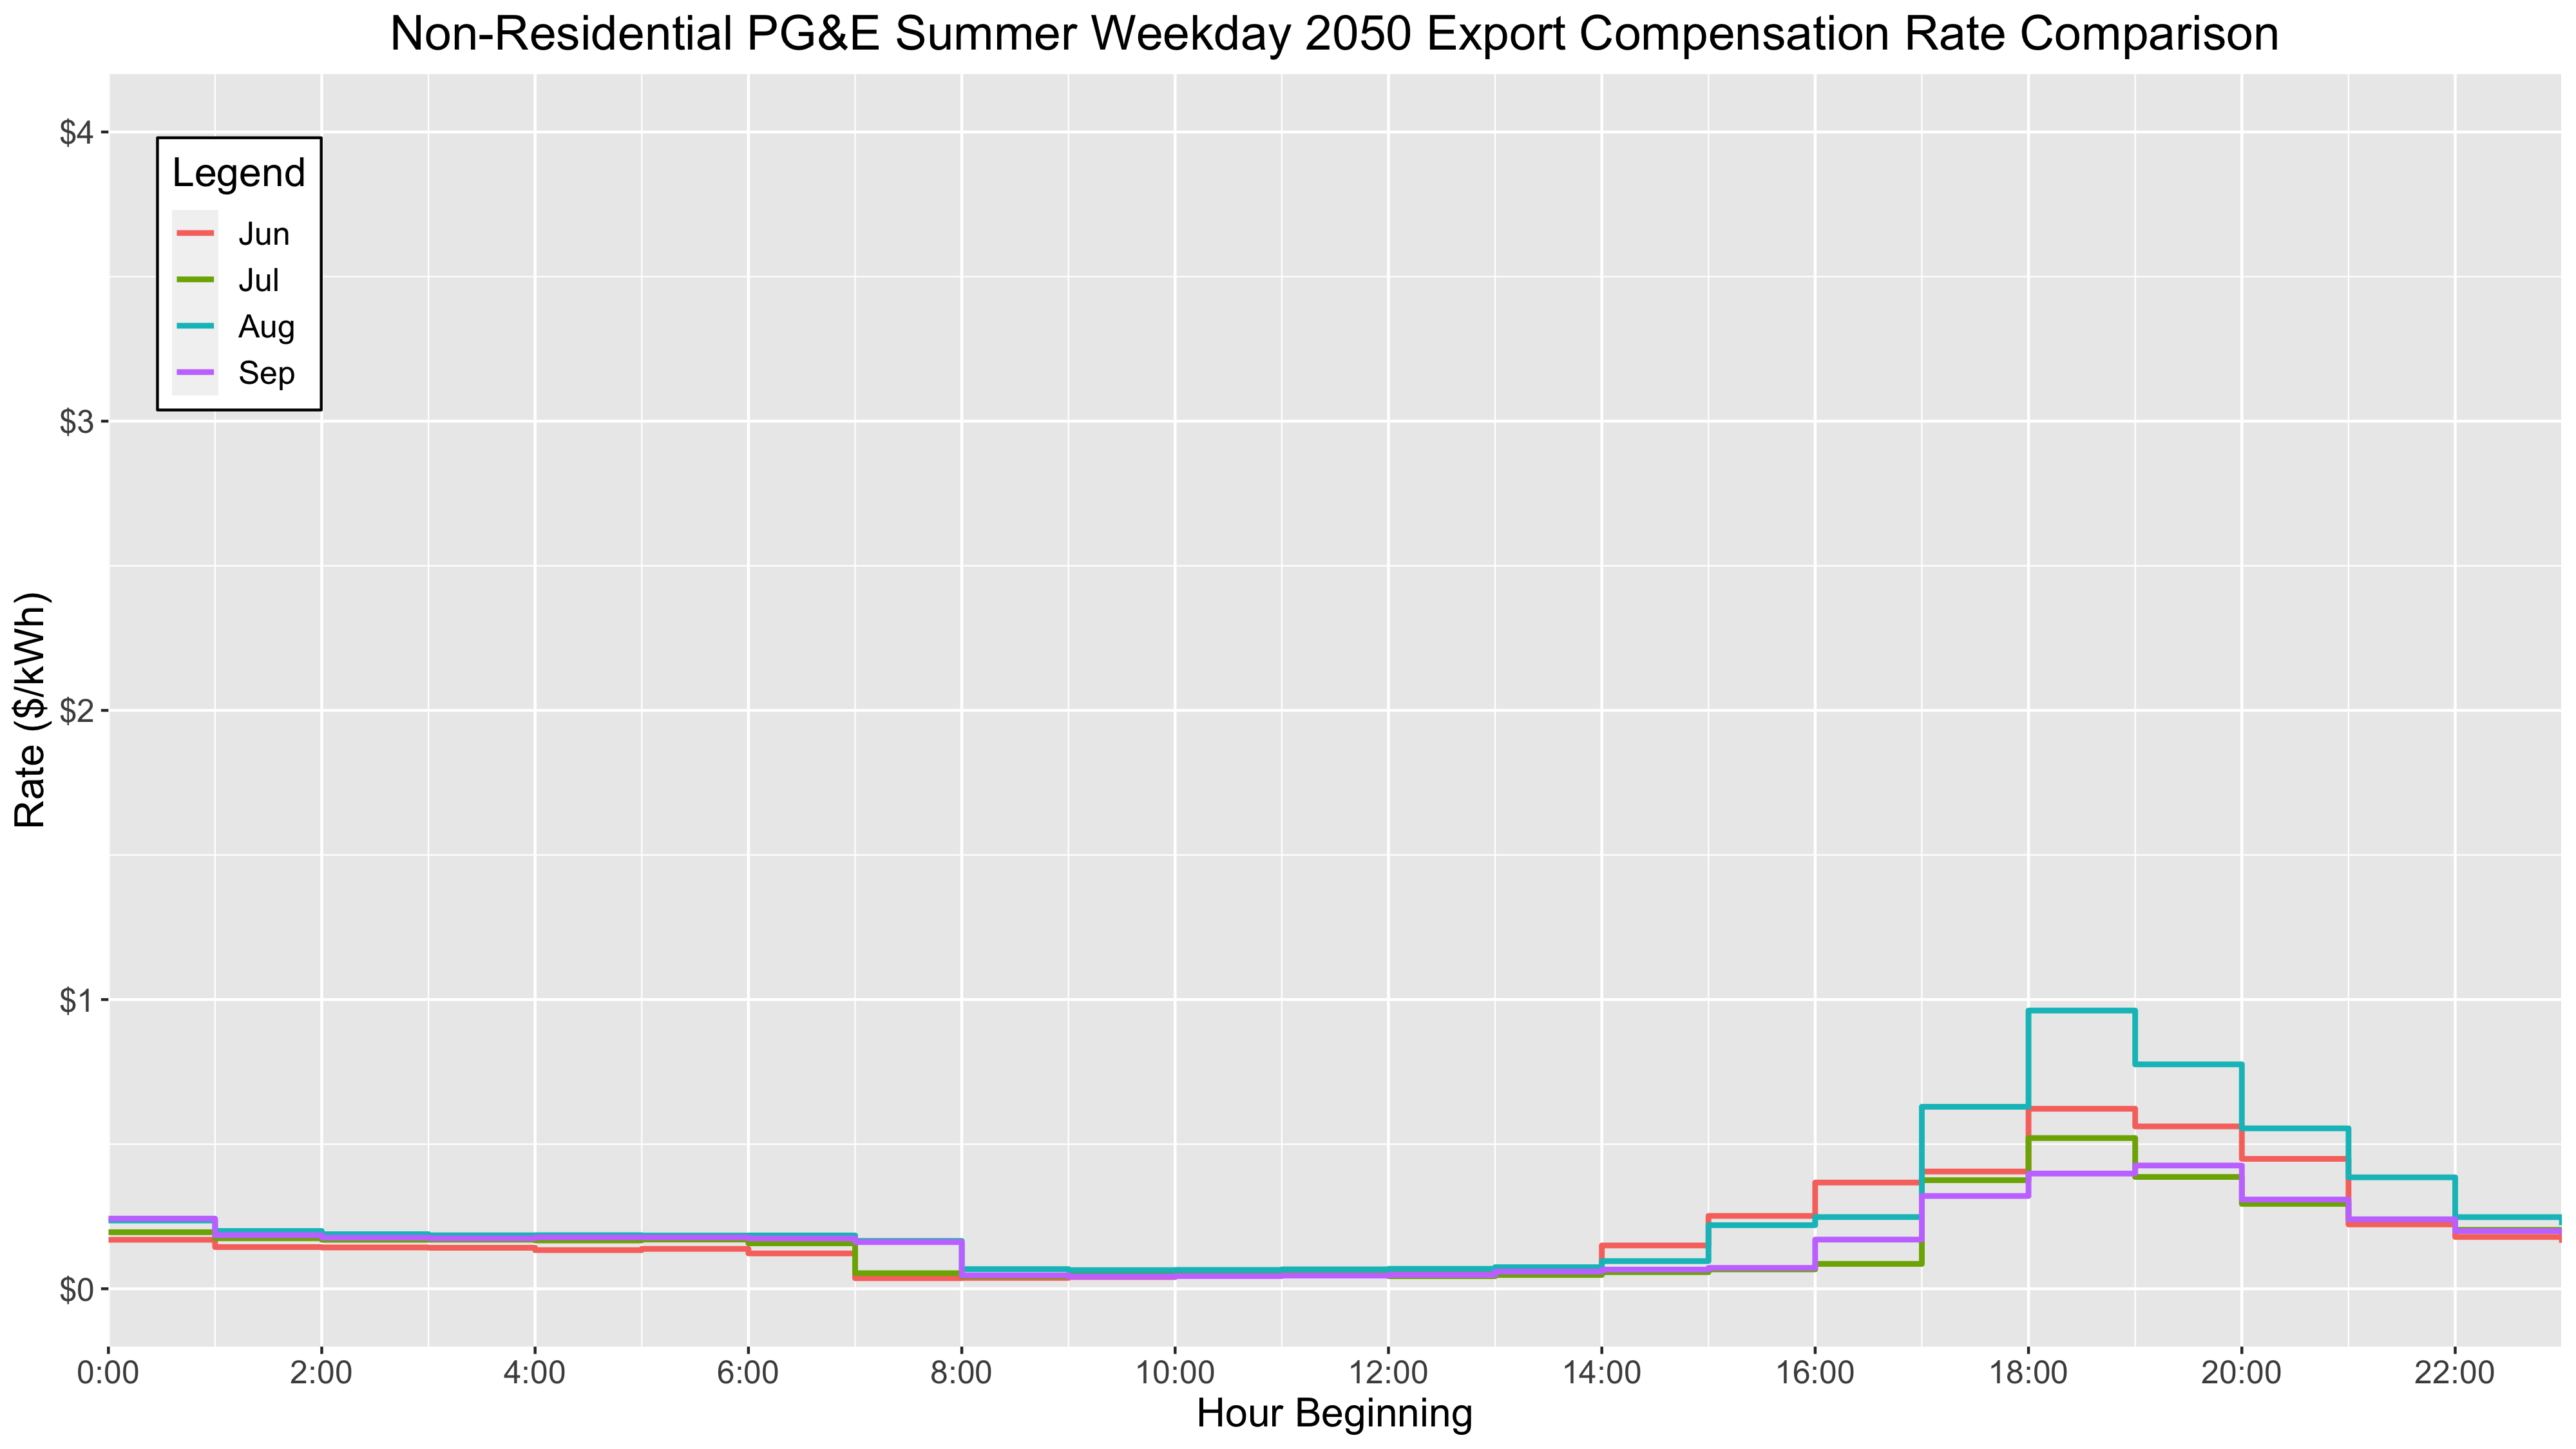 Non-Residential PG&E Summer Weekday 2050 Export Compensation Rate Comparison
$4
Legend
Jun
Jul
Aug
Sep
$3
Rate ($/kWh)
$2
$1
$0
0:00 2:00 4:00 6:00 8:00 10:00 12:00 14:00 16:00 18:00 20:00 22:00
Hour Beginning